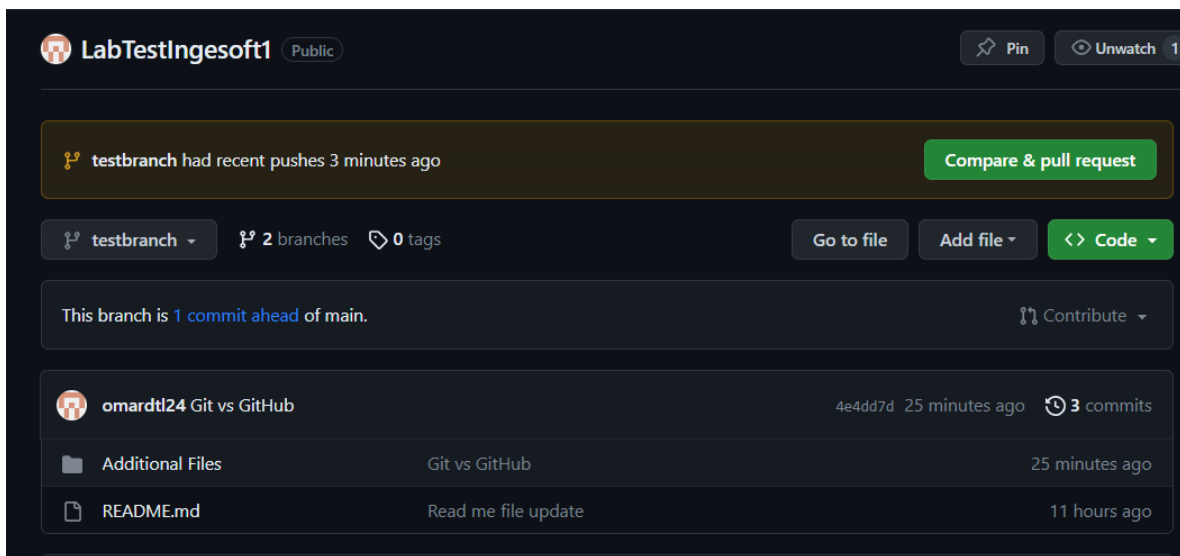 LabTestIngesoft1 Public Pin Unwatch 1
testbranch had recent pushes 3 minutes ago Compare & pull request
testbranch 2 branches 0 tags Go to file Add file <> Code
This branch is 1 commit ahead of main. Contribute
omardtl24 Git vs GitHub 4e4dd7d 25 minutes ago 3 commits
Additional Files Git vs GitHub 25 minutes ago
README.md Read me file update 11 hours ago